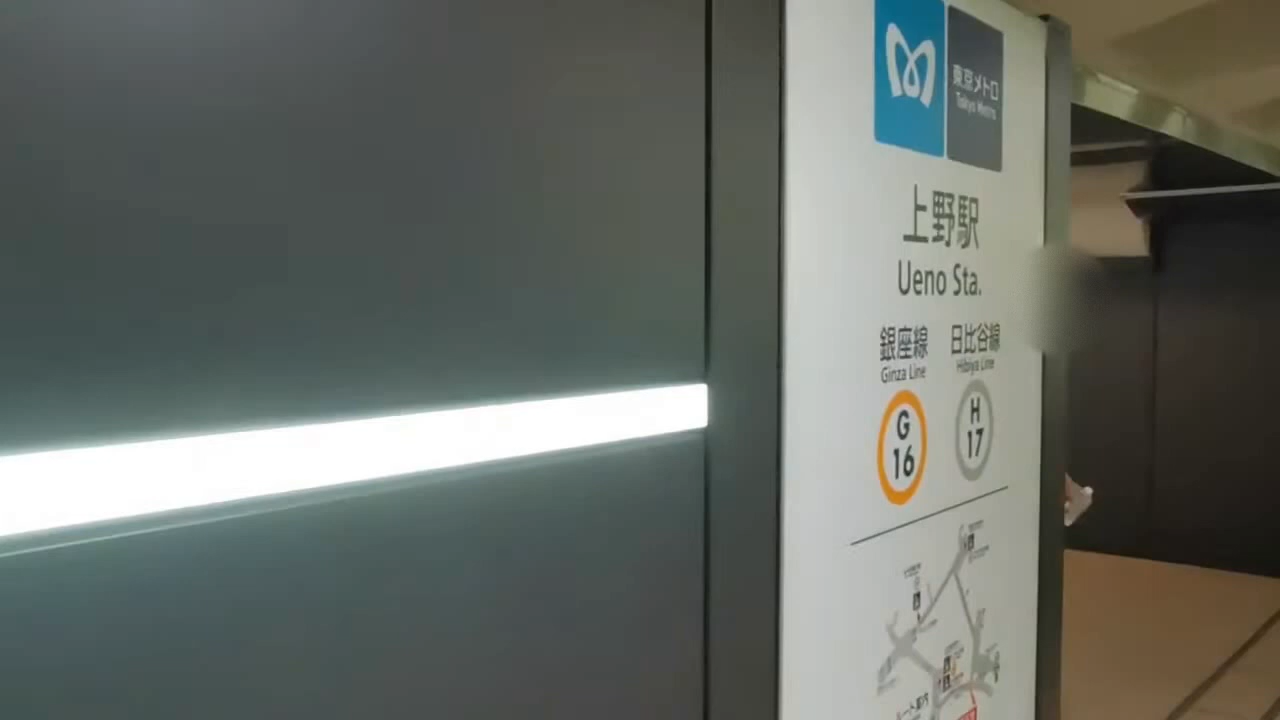 東京メトロ
Tokyo Metro
上野駅
Ueno Sta.
銀座線
Ginza Line
日比谷線
Hibiya Line
G
16
H
17